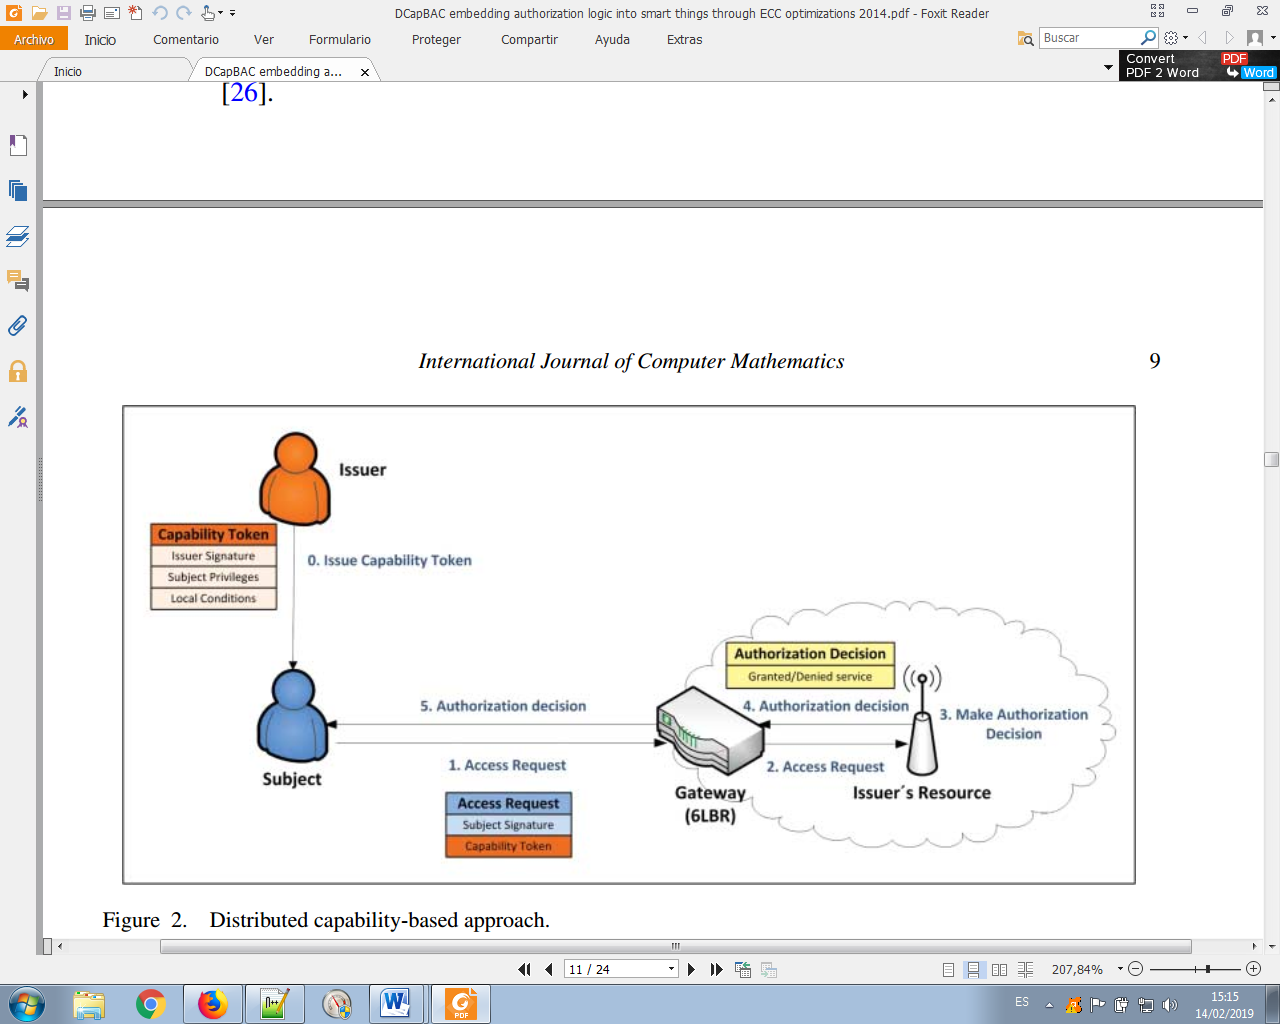 DCapBAC embedding authorization logic into smart things through ECC optimizations 2014.pdf - Foxit Reader
Archivo Inicio Comentario Ver Formulario Proteger Compartir Ayuda Extras Buscar
Inicio DCapBAC embedding a... Convert PDF 2 Word PDF Word
[26].
International Journal of Computer Mathematics 9
Issuer
Capability Token
Issuer Signature
Subject Privileges
Local Conditions
0. Issue Capability Token
Authorization Decision
Granted/Denied service
5. Authorization decision
4. Authorization decision
3. Make Authorization
Decision
1. Access Request
2. Access Request
Subject
Gateway
(6LBR)
Issuer´s Resource
Access Request
Subject Signature
Capability Token
Figure 2. Distributed capability-based approach.
11 / 24 207,84%
ES 15:15
14/02/2019